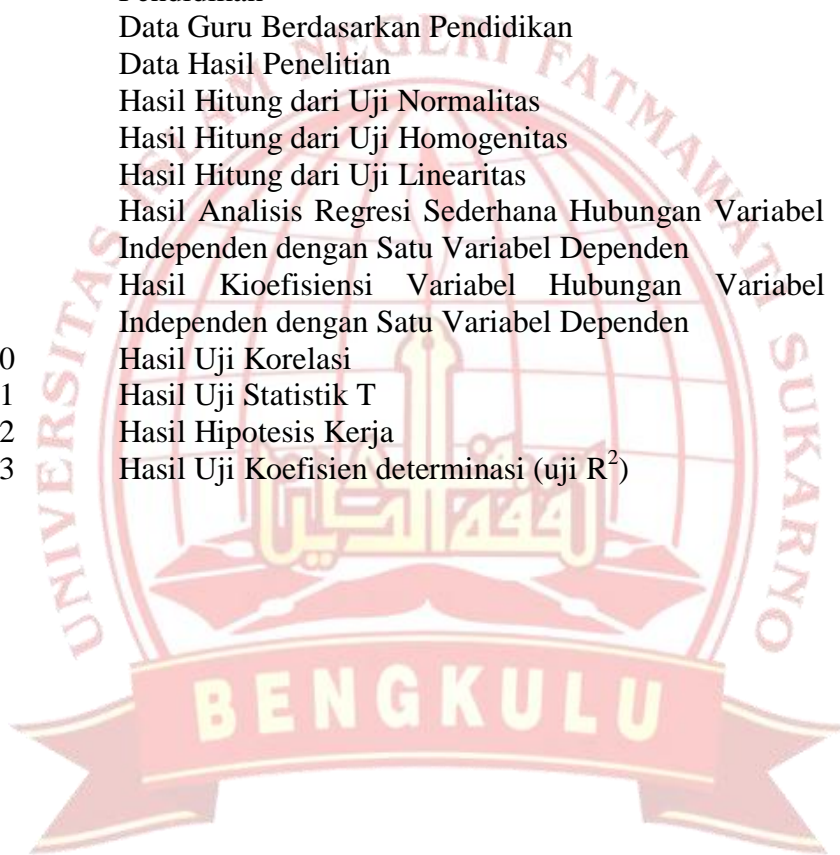 Data Guru Berdasarkan Pendidikan
Data Hasil Penelitian
Hasil Hitung dari Uji Normalitas
Hasil Hitung dari Uji Homogenitas
Hasil Hitung dari Uji Linearitas
Hasil Analisis Regresi Sederhana Hubungan Variabel
Independen dengan Satu Variabel Dependen
Hasil Kioefisiensi Variabel Hubungan Variabel
Independen dengan Satu Variabel Dependen
0 Hasil Uji Korelasi
1 Hasil Uji Statistik T
2 Hasil Hipotesis Kerja
3 Hasil Uji Koefisien determinasi (uji R²)
UNIVERSITAS ISLAM NEGERI FATMAWATI SUKARNO
BENGKULU